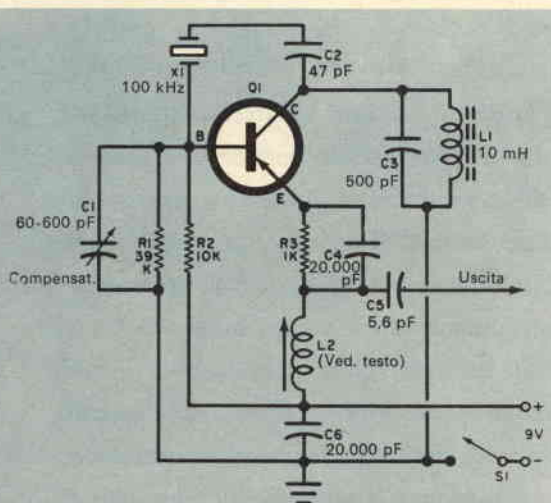 X1
100 kHz
C2
47 pF
Q1
B
C
E
C1
60-600 pF
Compensat.
R1
39
K
R2
10K
R3
1K
C4
20.000
pF
C3
500 pF
L1
10 mH
C5
5,6 pF
Uscita
L2
(Ved. testo)
C6
20.000 pF
+
9V
−
S1